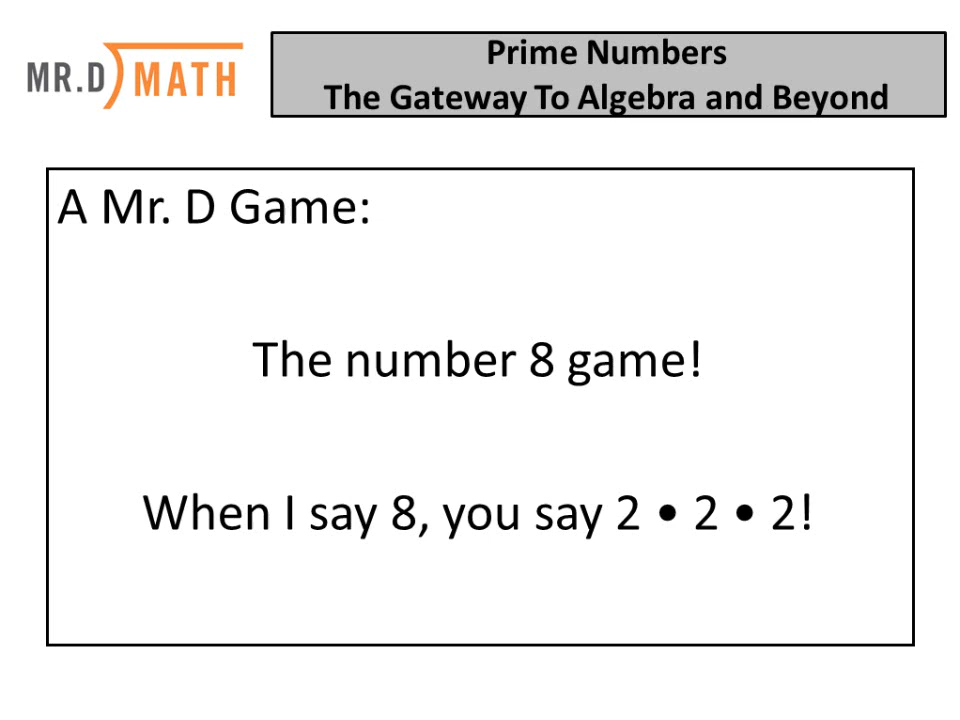 MR.D MATH
Prime Numbers
The Gateway To Algebra and Beyond
A Mr. D Game:
The number 8 game!
When I say 8, you say 2 • 2 • 2!